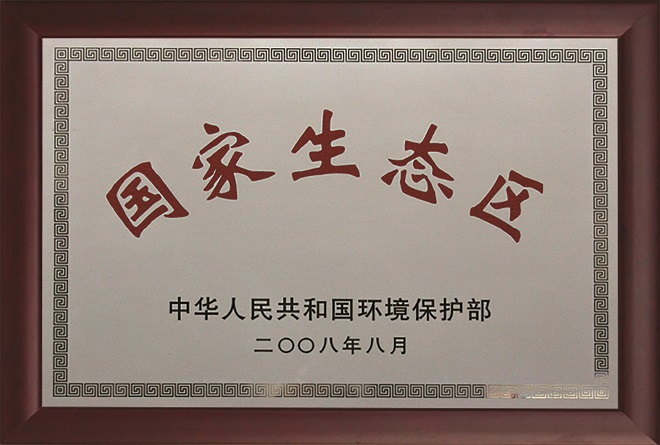 国家生态区
中华人民共和国环境保护部
二〇〇八年八月